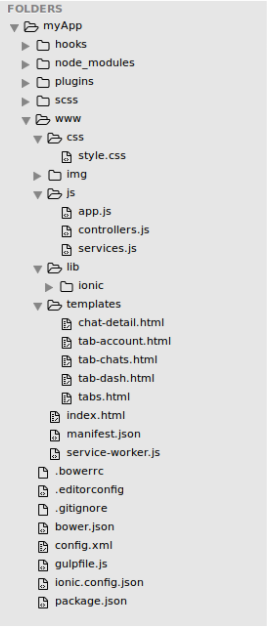 FOLDERS
myApp
hooks
node_modules
plugins
scss
www
css
style.css
img
js
app.js
controllers.js
services.js
lib
ionic
templates
chat-detail.html
tab-account.html
tab-chats.html
tab-dash.html
tabs.html
index.html
manifest.json
service-worker.js
.bowerrc
.editorconfig
.gitignore
bower.json
config.xml
gulpfile.js
ionic.config.json
package.json